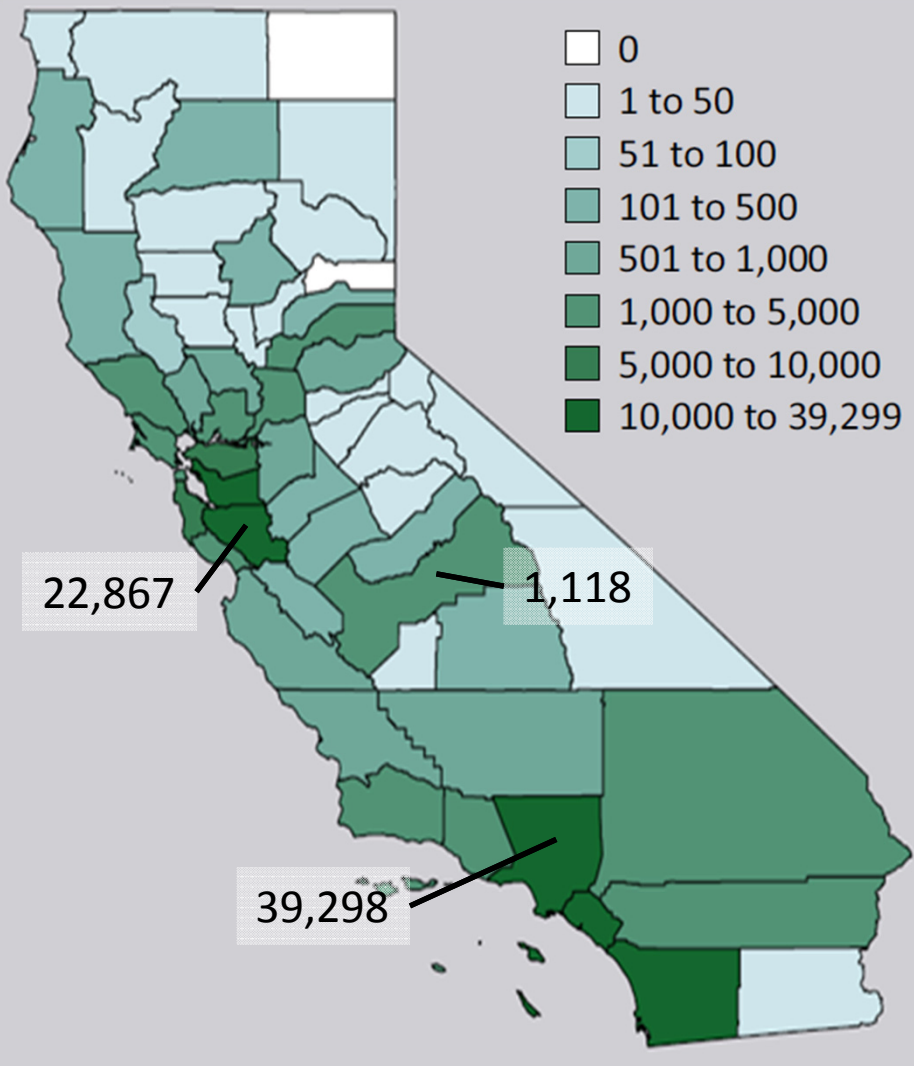 0
1 to 50
51 to 100
101 to 500
501 to 1,000
1,000 to 5,000
5,000 to 10,000
10,000 to 39,299
22,867
1,118
39,298